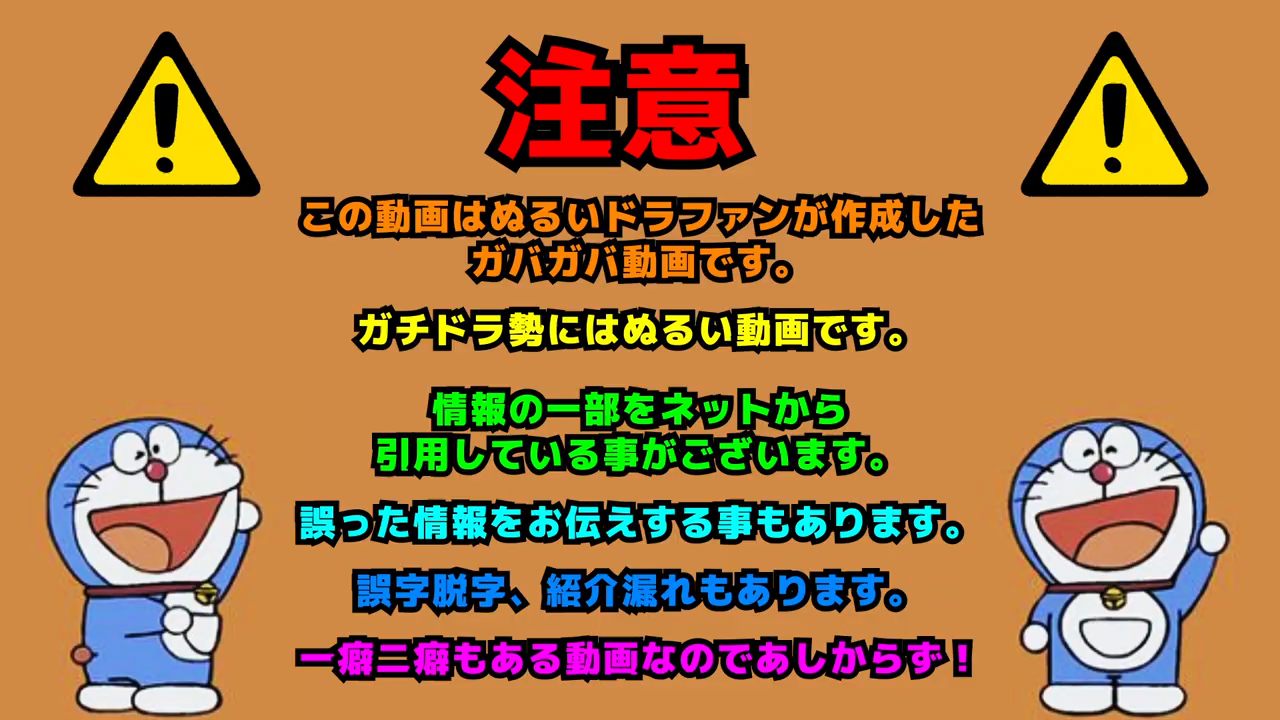 注意
この動画はぬるいドラファンが作成した
ガバガバ動画です。
ガチドラ勢にはぬるい動画です。
情報の一部をネットから
引用している事がございます。
誤った情報をお伝えする事もあります。
誤字脱字、紹介漏れもあります。
一癖二癖もある動画なのであしからず！